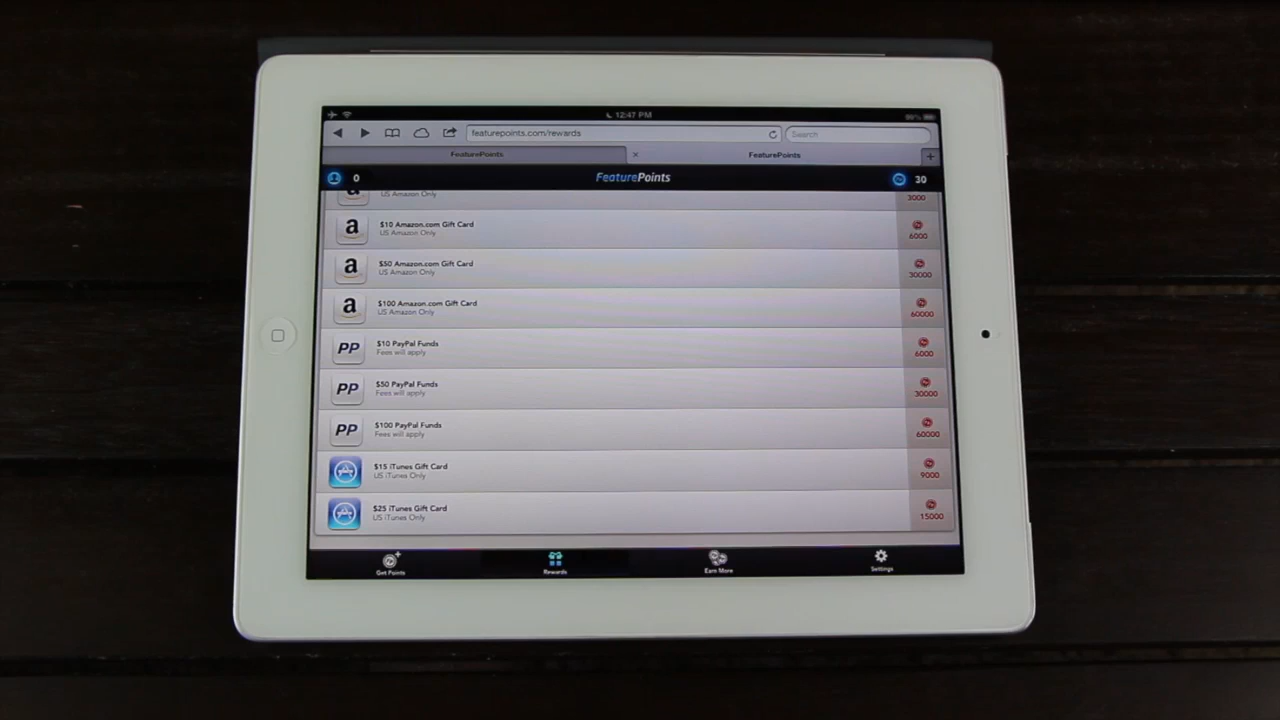 12:47 PM
featurepoints.com/rewards
Search
FeaturePoints
FeaturePoints
0
FeaturePoints
30
US Amazon Only
3000
$10 Amazon.com Gift Card
US Amazon Only
6000
$50 Amazon.com Gift Card
US Amazon Only
30000
$100 Amazon.com Gift Card
US Amazon Only
60000
PP
$10 PayPal Funds
Fees will apply
6000
PP
$50 PayPal Funds
Fees will apply
30000
PP
$100 PayPal Funds
Fees will apply
60000
$15 iTunes Gift Card
US iTunes Only
9000
$25 iTunes Gift Card
US iTunes Only
15000
Get Points
Rewards
Earn More
Settings